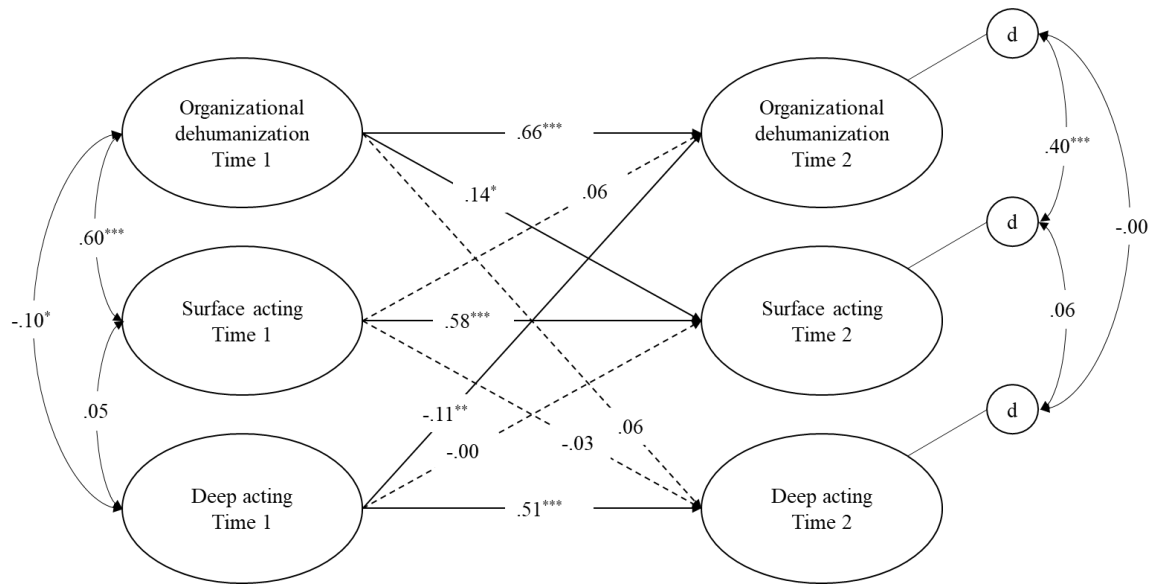 d
Organizational
dehumanization
Time 1
Organizational
dehumanization
Time 2
.66***
.40***
.14*
.06
d
.60***
-.00
Surface acting
Time 1
.58***
Surface acting
Time 2
-.10*
.06
.05
-.11**
.06
-.00
-.03
d
Deep acting
Time 1
.51***
Deep acting
Time 2